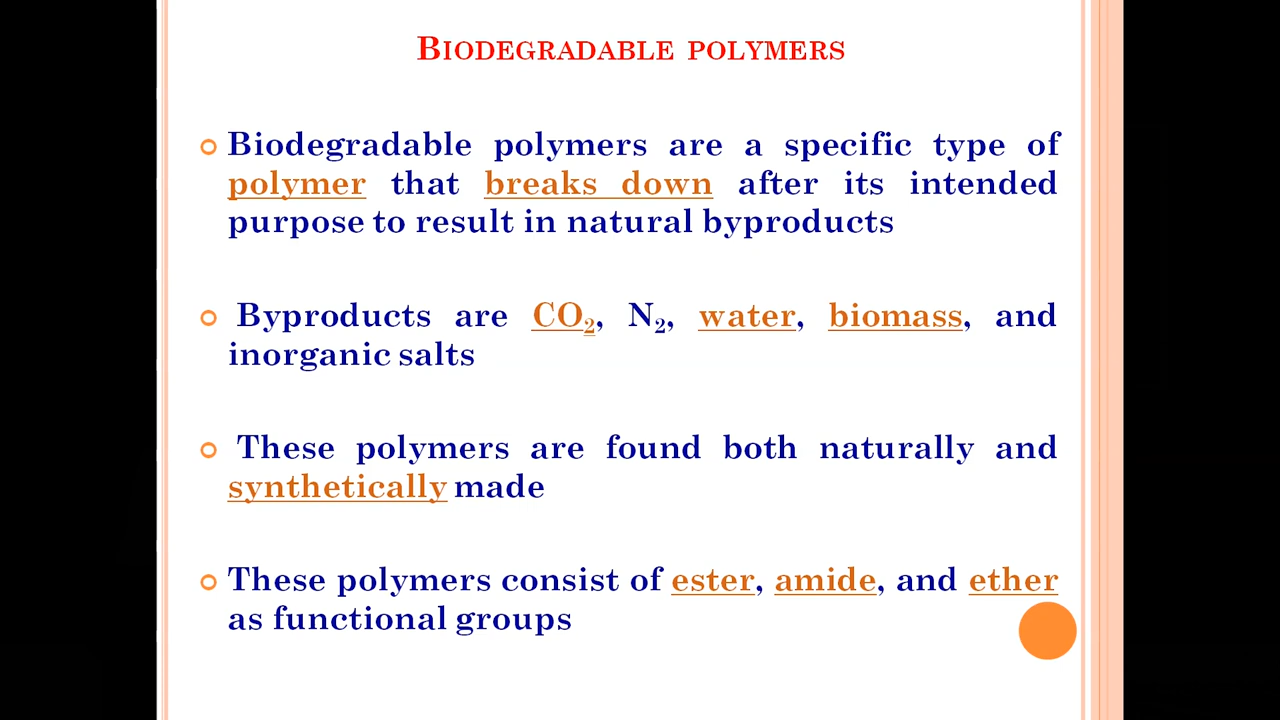 BIODEGRADABLE POLYMERS
Biodegradable polymers are a specific type of
polymer that breaks down after its intended
purpose to result in natural byproducts
Byproducts are CO₂, N₂, water, biomass, and
inorganic salts
These polymers are found both naturally and
synthetically made
These polymers consist of ester, amide, and ether
as functional groups